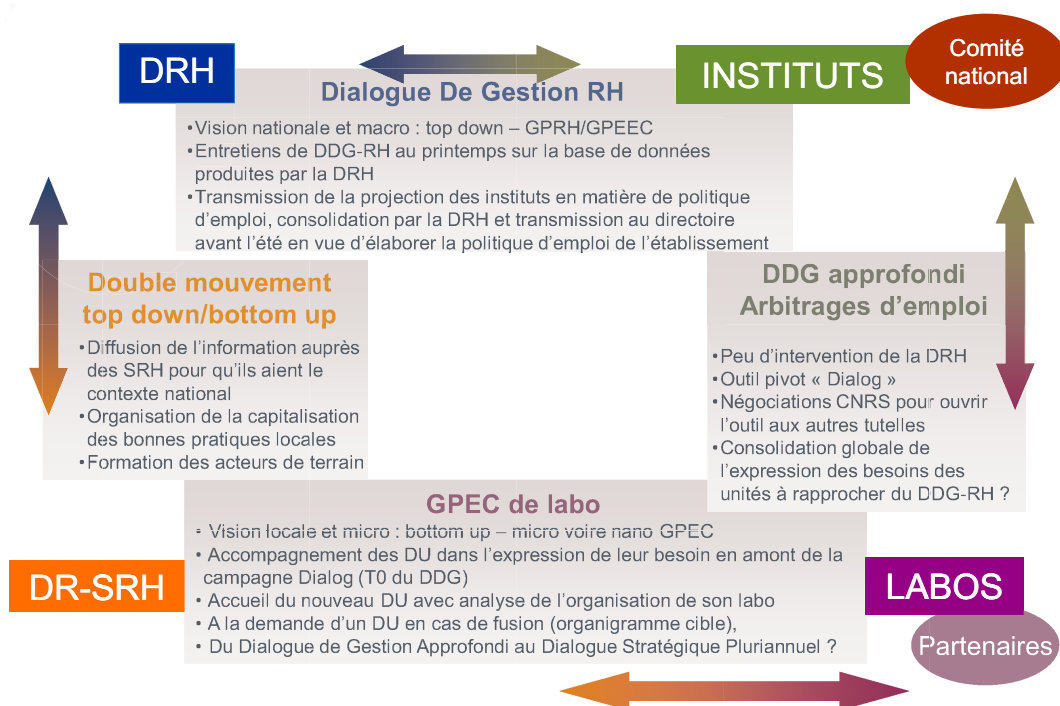 DRH
INSTITUTS
Comité
national
Dialogue De Gestion RH
•Vision nationale et macro : top down – GPRH/GPEEC
•Entretiens de DDG-RH au printemps sur la base de données
produites par la DRH
•Transmission de la projection des instituts en matière de politique
d’emploi, consolidation par la DRH et transmission au directoire
avant l’été en vue d’élaborer la politique d’emploi de l’établissement
Double mouvement
top down/bottom up
•Diffusion de l’information auprès
des SRH pour qu’ils aient le
contexte national
•Organisation de la capitalisation
des bonnes pratiques locales
•Formation des acteurs de terrain
DDG approfondi
Arbitrages d’emploi
•Peu d’intervention de la DRH
•Outil pivot « Dialog »
•Négociations CNRS pour ouvrir
l’outil aux autres tutelles
•Consolidation globale de
l’expression des besoins des
unités à rapprocher du DDG-RH ?
GPEC de labo
• Vision locale et micro : bottom up – micro voire nano GPEC
• Accompagnement des DU dans l’expression de leur besoin en amont de la
campagne Dialog (T0 du DDG)
• Accueil du nouveau DU avec analyse de l’organisation de son labo
• A la demande d’un DU en cas de fusion (organigramme cible),
• Du Dialogue de Gestion Approfondi au Dialogue Stratégique Pluriannuel ?
DR-SRH
LABOS
Partenaires